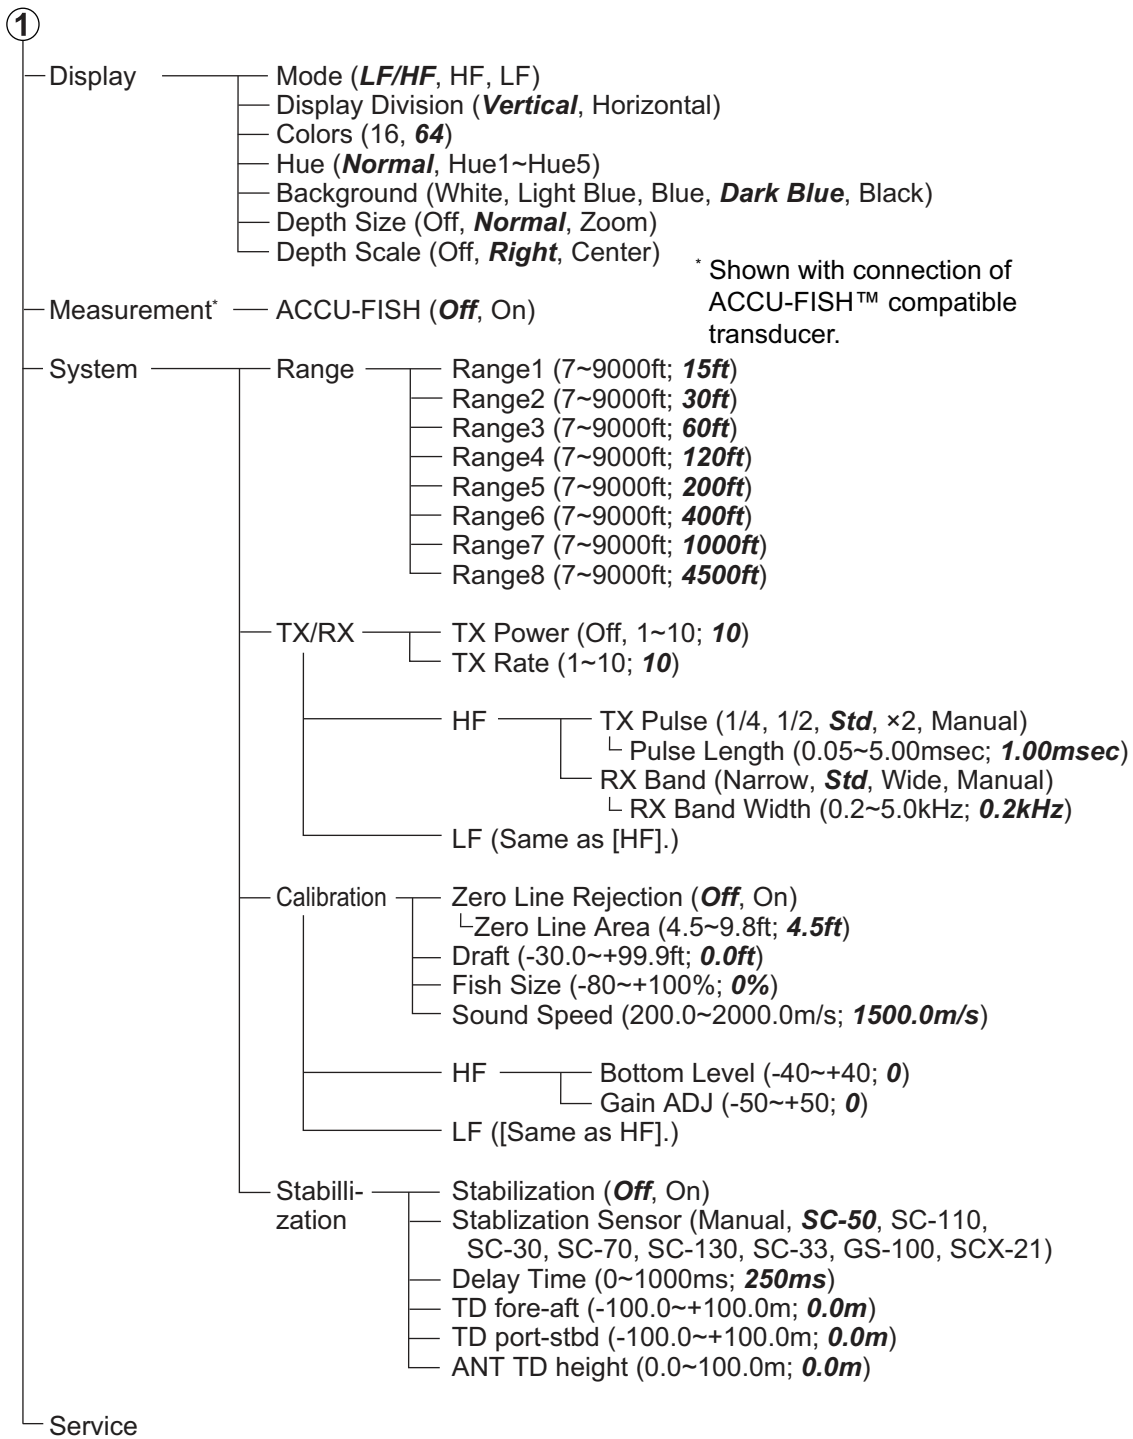 1
Display
Mode (LF/HF, HF, LF)
Display Division (Vertical, Horizontal)
Colors (16, 64)
Hue (Normal, Hue1~Hue5)
Background (White, Light Blue, Blue, Dark Blue, Black)
Depth Size (Off, Normal, Zoom)
Depth Scale (Off, Right, Center)
* Shown with connection of
ACCU-FISH™ compatible
transducer.
Measurement*
ACCU-FISH (Off, On)
System
Range
Range1 (7~9000ft; 15ft)
Range2 (7~9000ft; 30ft)
Range3 (7~9000ft; 60ft)
Range4 (7~9000ft; 120ft)
Range5 (7~9000ft; 200ft)
Range6 (7~9000ft; 400ft)
Range7 (7~9000ft; 1000ft)
Range8 (7~9000ft; 4500ft)
TX/RX
TX Power (Off, 1~10; 10)
TX Rate (1~10; 10)
HF
TX Pulse (1/4, 1/2, Std, ×2, Manual)
Pulse Length (0.05~5.00msec; 1.00msec)
RX Band (Narrow, Std, Wide, Manual)
RX Band Width (0.2~5.0kHz; 0.2kHz)
LF (Same as [HF].)
Calibration
Zero Line Rejection (Off, On)
Zero Line Area (4.5~9.8ft; 4.5ft)
Draft (-30.0~+99.9ft; 0.0ft)
Fish Size (-80~+100%; 0%)
Sound Speed (200.0~2000.0m/s; 1500.0m/s)
HF
Bottom Level (-40~+40; 0)
Gain ADJ (-50~+50; 0)
LF ([Same as HF].)
Stabilli-
zation
Stabilization (Off, On)
Stablization Sensor (Manual, SC-50, SC-110,
SC-30, SC-70, SC-130, SC-33, GS-100, SCX-21)
Delay Time (0~1000ms; 250ms)
TD fore-aft (-100.0~+100.0m; 0.0m)
TD port-stbd (-100.0~+100.0m; 0.0m)
ANT TD height (0.0~100.0m; 0.0m)
Service